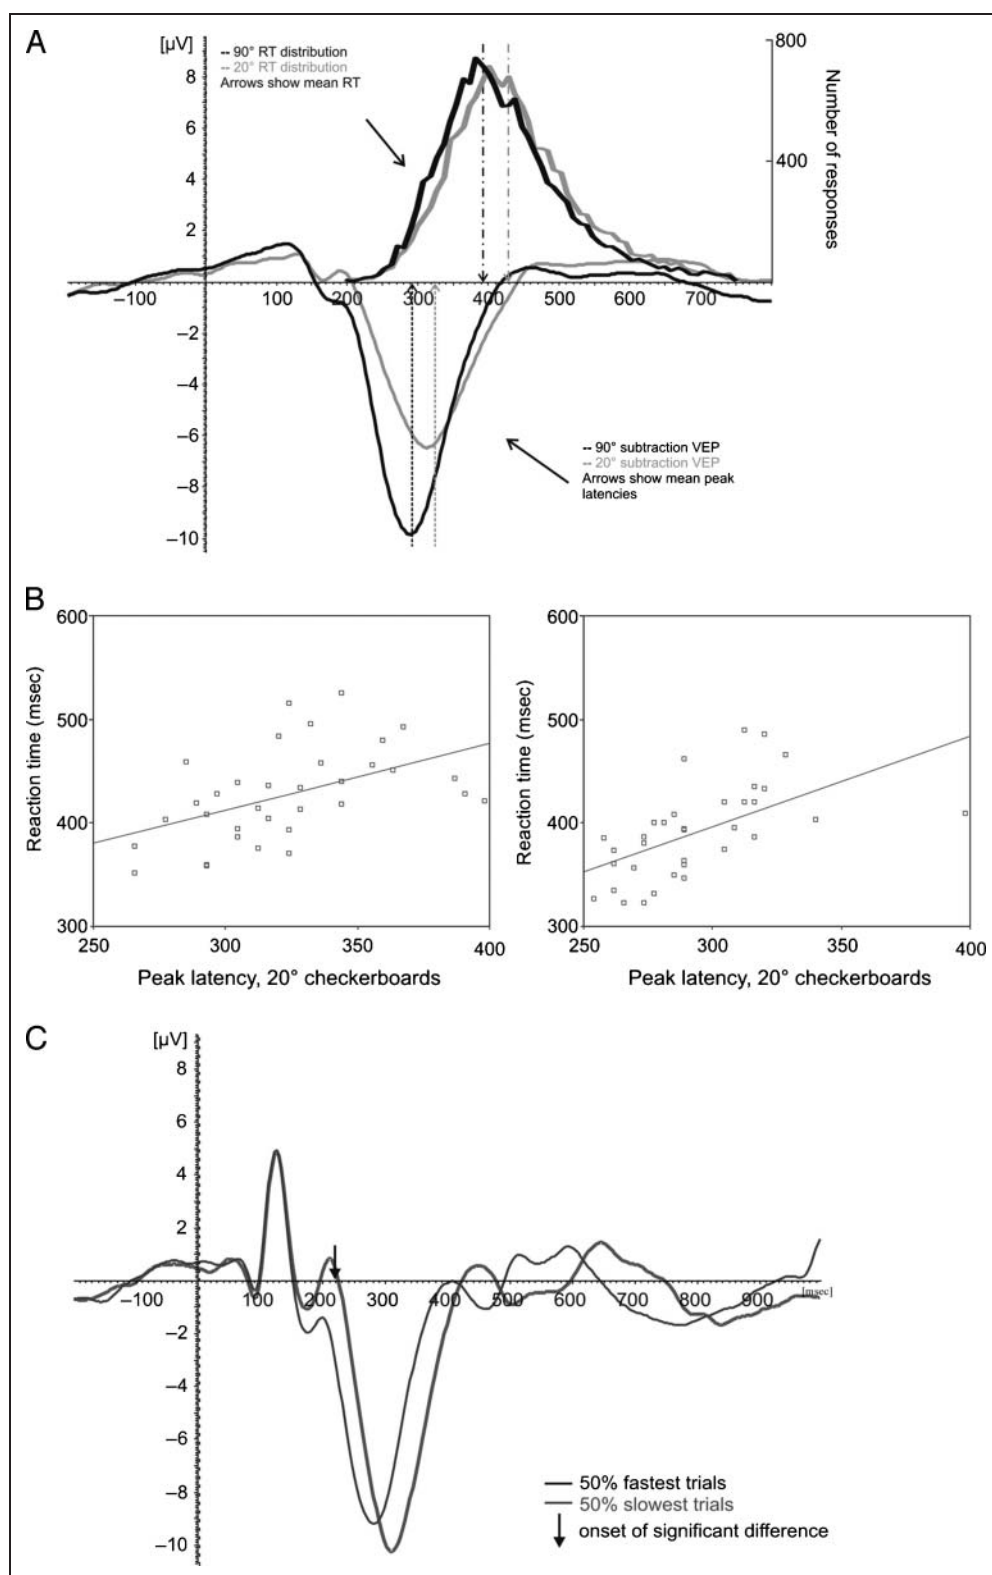 A
[µV]
-- 90° RT distribution
-- 20° RT distribution
Arrows show mean RT
800
400
Number of responses
8
6
4
2
–2
–4
–6
–8
–10
–100
200
300
400
500
600
700
-- 90° subtraction VEP
-- 20° subtraction VEP
Arrows show mean peak
latencies
B
600
500
400
300
Reaction time (msec)
250
300
350
400
Peak latency, 20° checkerboards
600
500
400
300
Reaction time (msec)
250
300
350
400
Peak latency, 20° checkerboards
C
[µV]
8
6
4
2
–2
–4
–6
–8
–10
–100
100
200
300
400
500
600
700
800
900
[msec]
50% fastest trials
50% slowest trials
onset of significant difference